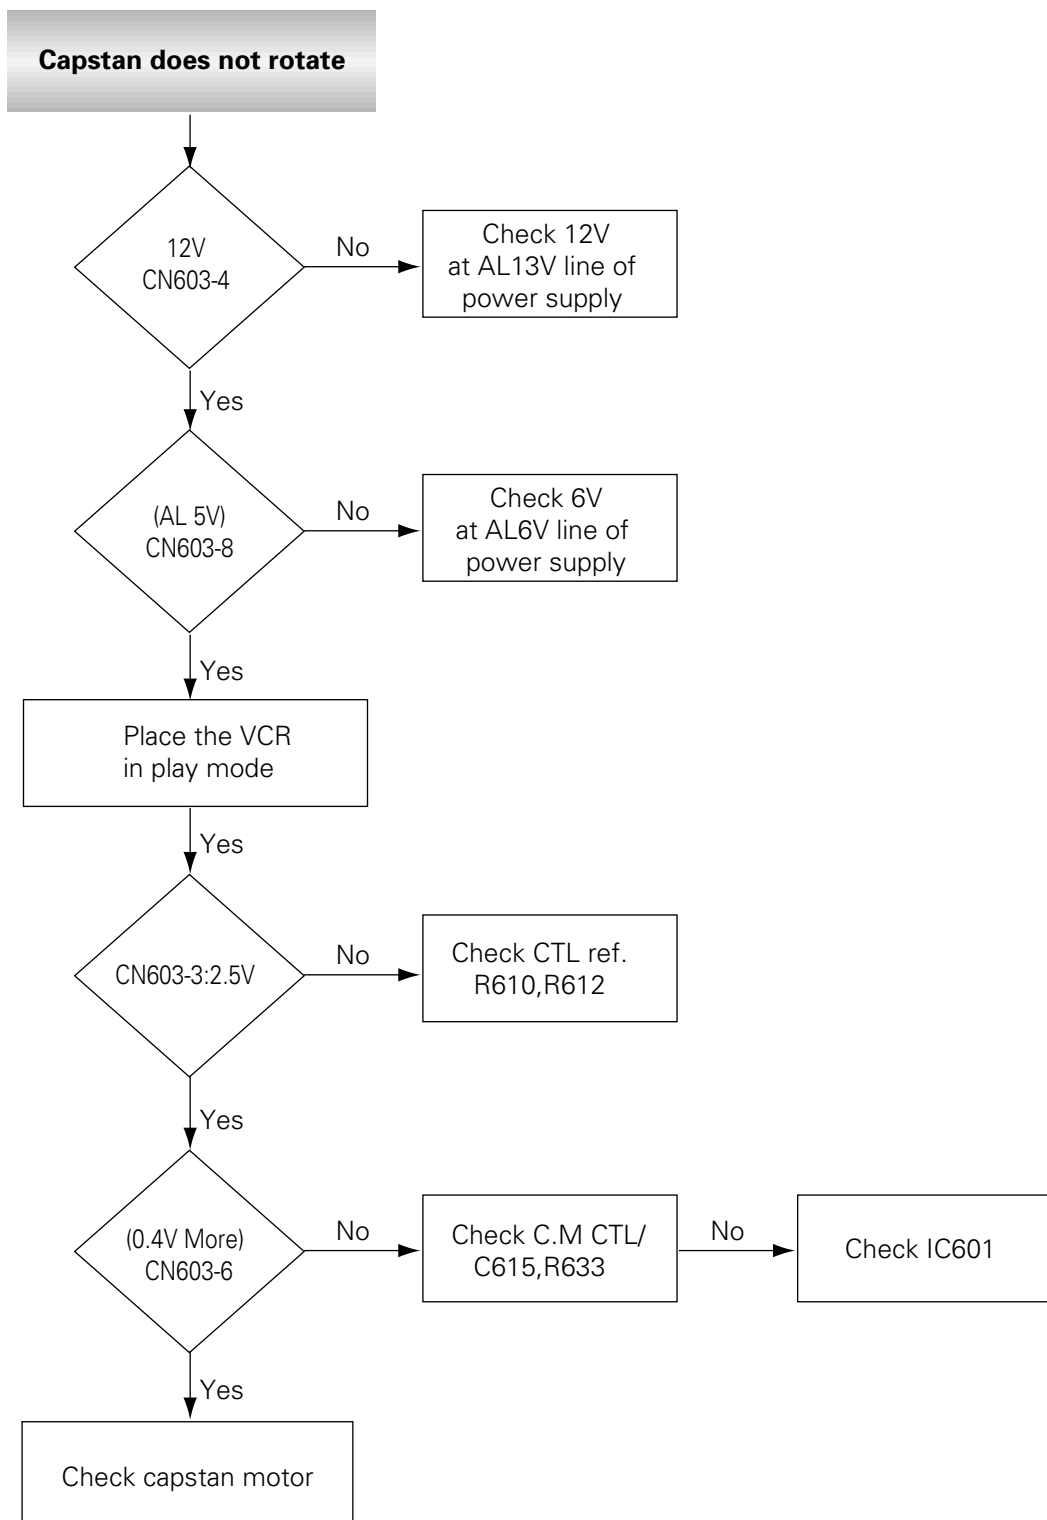 Capstan does not rotate
12V
CN603-4
No
Check 12V
at AL13V line of
power supply
Yes
(AL 5V)
CN603-8
No
Check 6V
at AL6V line of
power supply
Yes
Place the VCR
in play mode
Yes
CN603-3:2.5V
No
Check CTL ref.
R610,R612
Yes
(0.4V More)
CN603-6
No
Check C.M CTL/
C615,R633
No
Check IC601
Yes
Check capstan motor